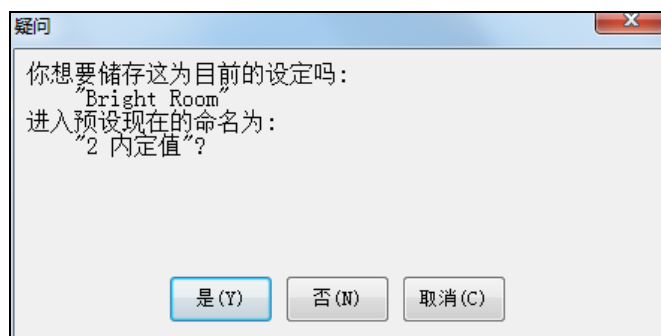 疑问
你想要储存这为目前的设定吗:
"Bright Room"
进入预设现在的命名为:
"2 内定值"?
是(Y) 否(N) 取消(C)